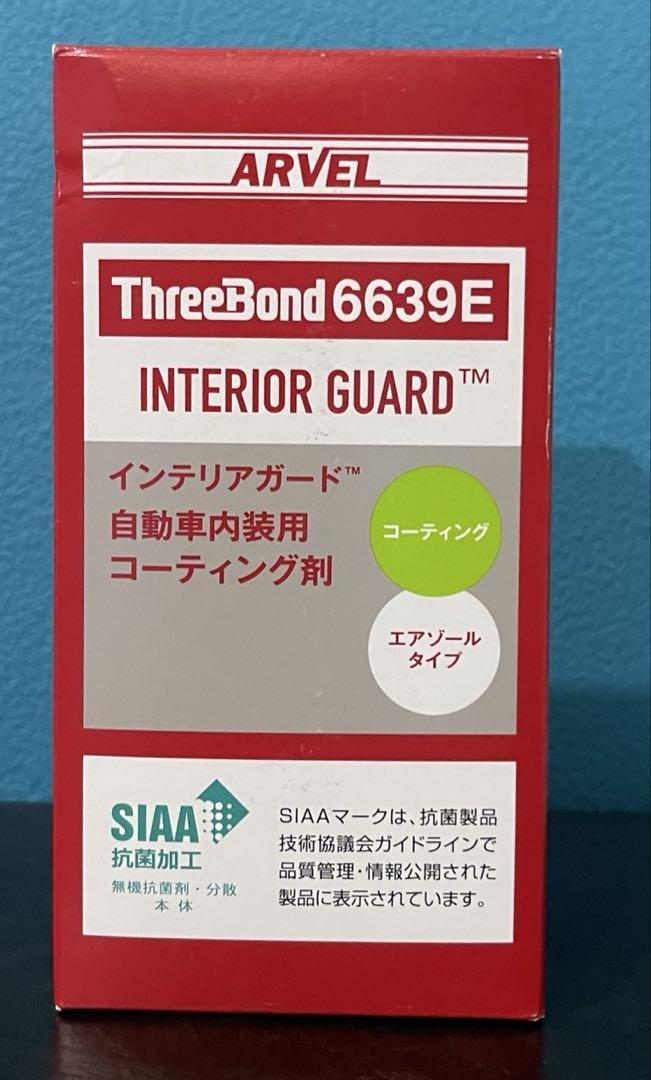 ARVEL
ThreeBond 6639E
INTERIOR GUARD™
インテリアガード™
自動車内装用
コーティング剤
コーティング
エアゾール
タイプ
SIAA
抗菌加工
無機抗菌剤・分散
本体
SIAAマークは、抗菌製品
技術協議会ガイドラインで
品質管理・情報公開された
製品に表示されています。